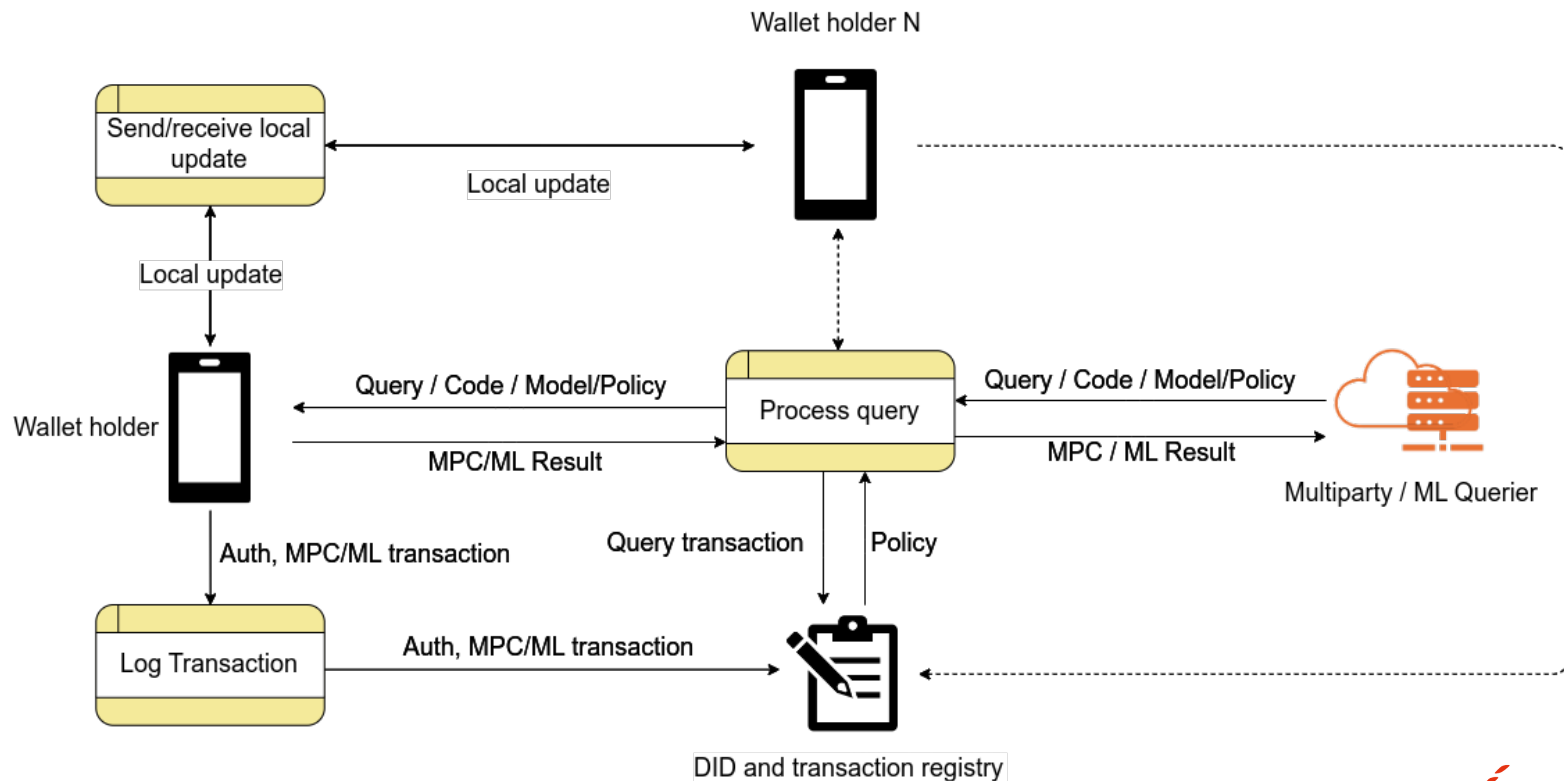 Wallet holder N
Send/receive local
update
Local update
Local update
Query / Code / Model/Policy
Query / Code / Model/Policy
Process query
Wallet holder
MPC/ML Result
MPC / ML Result
Multiparty / ML Querier
Auth, MPC/ML transaction
Query transaction
Policy
Log Transaction
Auth, MPC/ML transaction
DID and transaction registry